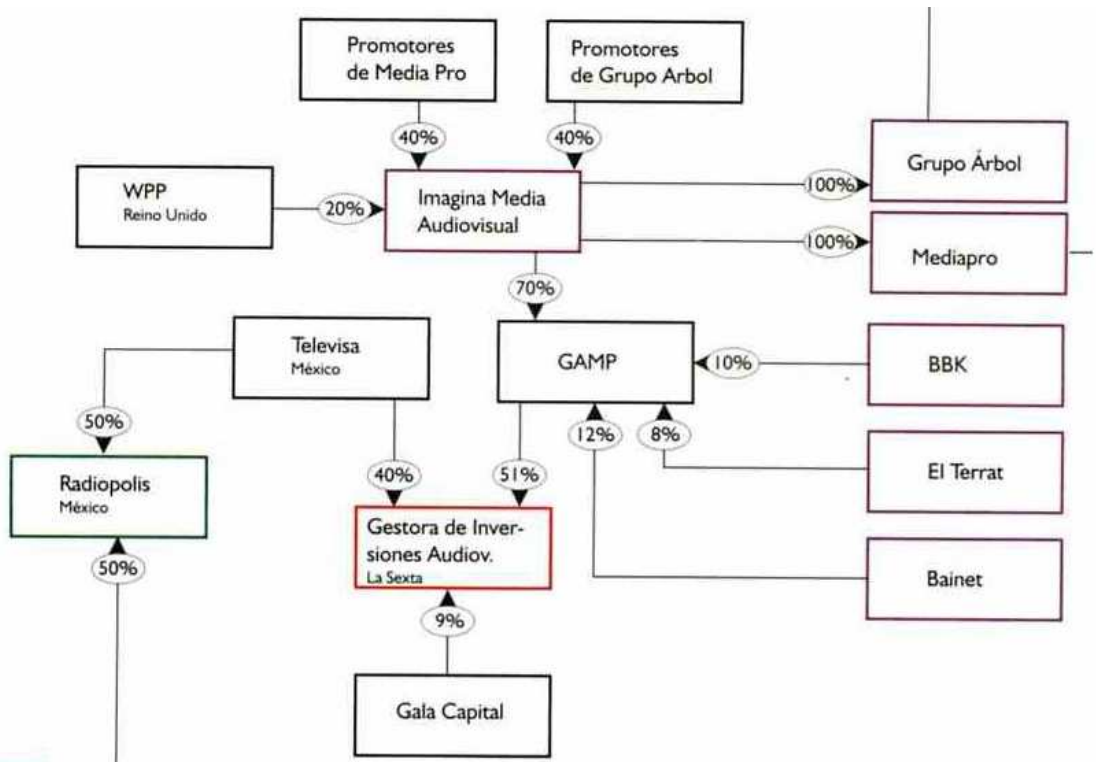 Promotores
de Media Pro
Promotores
de Grupo Arbol
40%
40%
WPP
Reino Unido
20%
Imagina Media
Audiovisual
100%
Grupo Árbol
100%
Mediapro
70%
Televisa
México
GAMP
10%
BBK
50%
12%
8%
40%
51%
El Terrat
Radiopolis
México
Gestora de Inver-
siones Audiov.
La Sexta
50%
Bainet
9%
Gala Capital